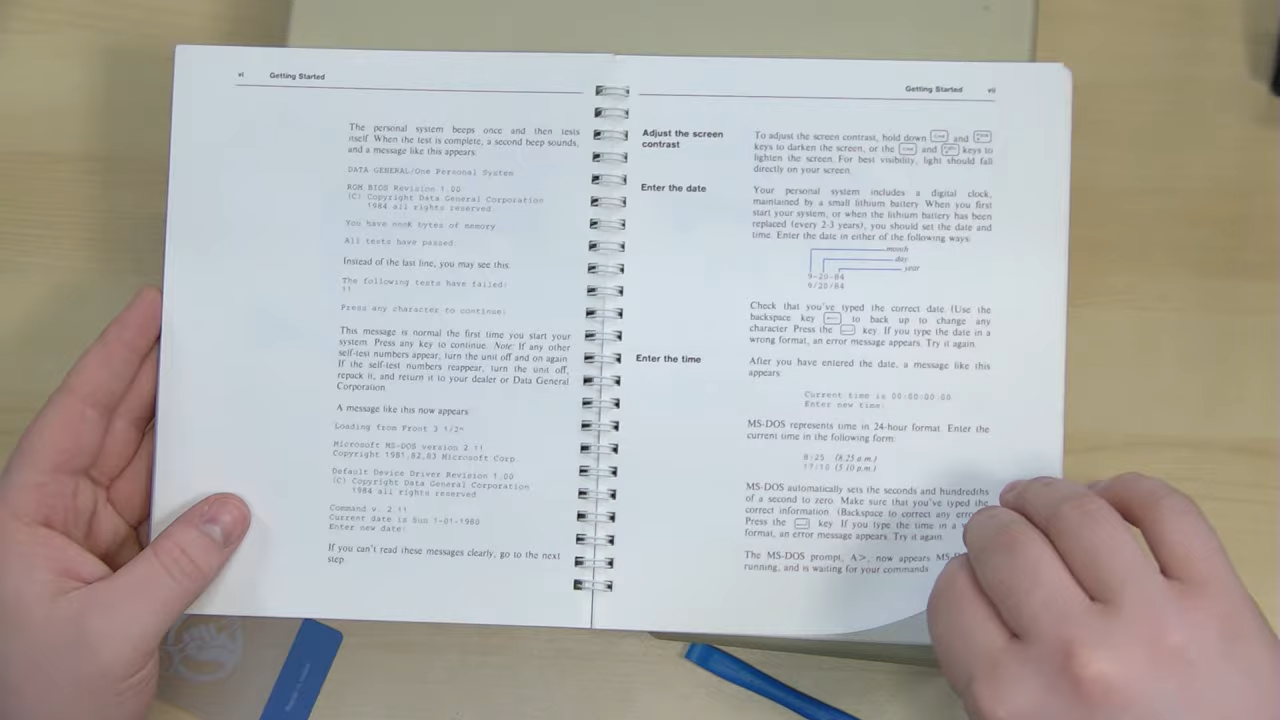 vi Getting Started
The personal system beeps once and then tests
itself. When the test is complete, a second beep sounds,
and a message like this appears:
DATA GENERAL/One Personal System
ROM BIOS Revision 1.00
(C) Copyright Data General Corporation
1984 all rights reserved.
You have nnnK bytes of memory
All tests have passed.
Instead of the last line, you may see this:
The following tests have failed:
11
Press any character to continue:
This message is normal the first time you start your
system. Press any key to continue. Note: If any other
self-test numbers appear, turn the unit off and on again.
If the self-test numbers reappear, turn the unit off,
repack it, and return it to your dealer or Data General
Corporation.
A message like this now appears:
Loading from Front 3 1/2"
Microsoft MS-DOS version 2.11
Copyright 1981,82,83 Microsoft Corp.
Default Device Driver Revision 1.00
(C) Copyright Data General Corporation
1984 all rights reserved
Command v. 2.11
Current date is Sun 1-01-1980
Enter new date:
If you can't read these messages clearly, go to the next
step.
Getting Started vii
Adjust the screen
contrast
To adjust the screen contrast, hold down and
keys to darken the screen, or the and keys to
lighten the screen. For best visibility, light should fall
directly on your screen.
Enter the date
Your personal system includes a digital clock,
maintained by a small lithium battery. When you first
start your system, or when the lithium battery has been
replaced (every 2-3 years), you should set the date and
time. Enter the date in either of the following ways:
month
day
year
9-20-84
9/20/84
Check that you've typed the correct date. (Use the
backspace key to back up to change any
character. Press the key. If you type the date in a
wrong format, an error message appears. Try it again.
Enter the time
After you have entered the date, a message like this
appears:
Current time is 00:00:00.00
Enter new time:
MS-DOS represents time in 24-hour format. Enter the
current time in the following form:
8:25 (8:25 a.m.)
17:10 (5:10 p.m.)
MS-DOS automatically sets the seconds and hundredths
of a second to zero. Make sure that you've typed the
correct information. (Backspace to correct any
Press the key. If you type the time in a
format, an error message appears. Try it again.
The MS-DOS prompt, A>, now appears.
running, and is waiting for your commands.